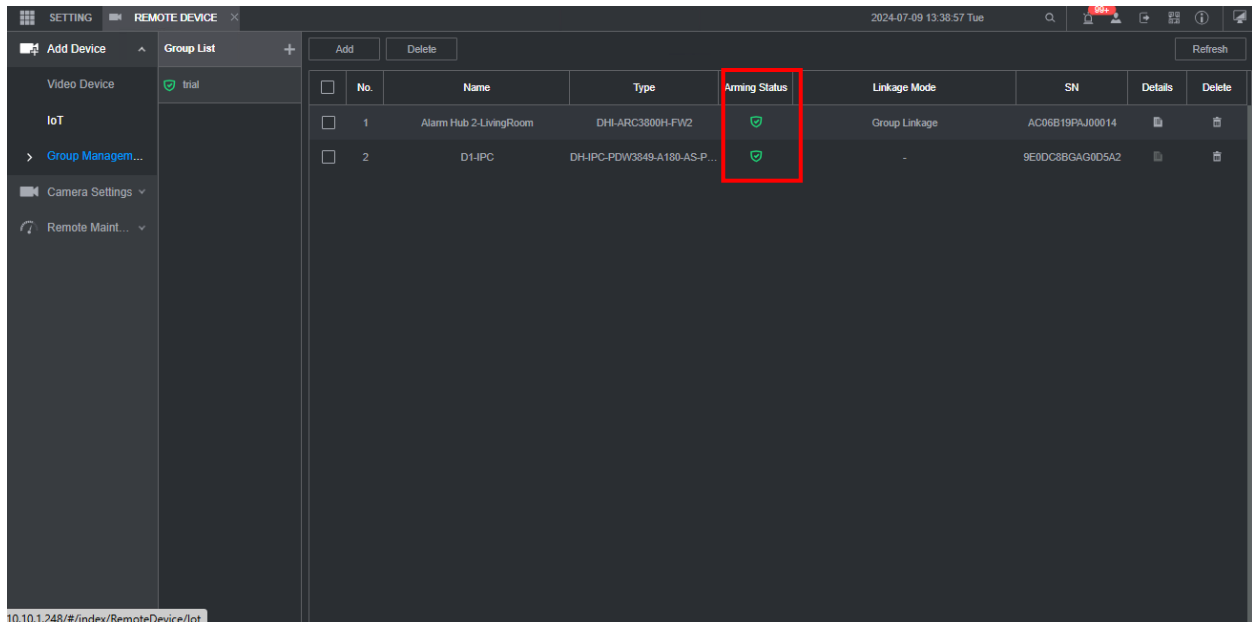 SETTING REMOTE DEVICE 2024-07-09 13:38:57 Tue 99+
Add Device Group List Add Delete Refresh
Video Device trial
No. Name Type Arming Status Linkage Mode SN Details Delete
IoT 1 Alarm Hub 2-LivingRoom DHI-ARC3800H-FW2 Group Linkage AC06B19PAJ00014
Group Managem... 2 D1-IPC DH-IPC-PDW3849-A180-AS-P... - 9E0DC8BGAG0D5A2
Camera Settings
Remote Maint...
10.10.1.248/#/index/RemoteDevice/Iot